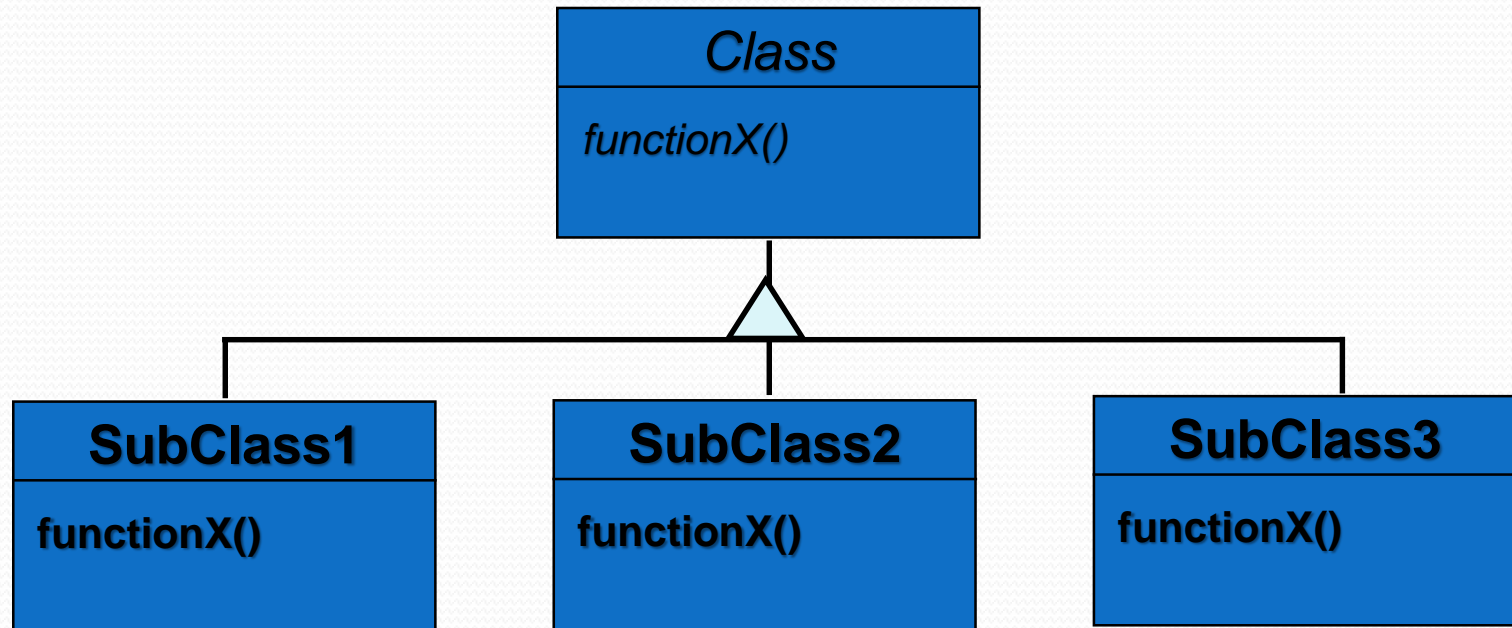 Class
functionX()
SubClass1
functionX()
SubClass2
functionX()
SubClass3
functionX()